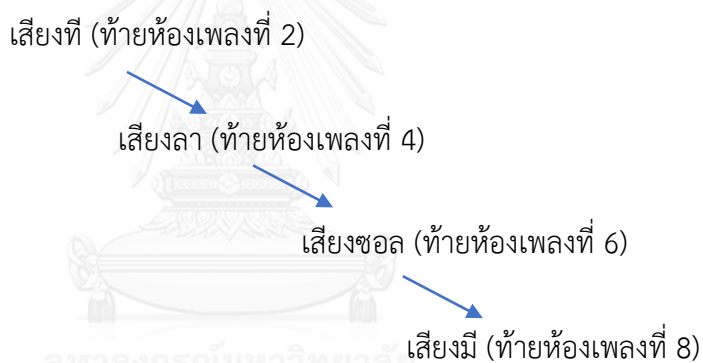 เสียงที (ท้ายห้องเพลงที่ 2)
เสียงลา (ท้ายห้องเพลงที่ 4)
เสียงซอล (ท้ายห้องเพลงที่ 6)
เสียงมี (ท้ายห้องเพลงที่ 8)